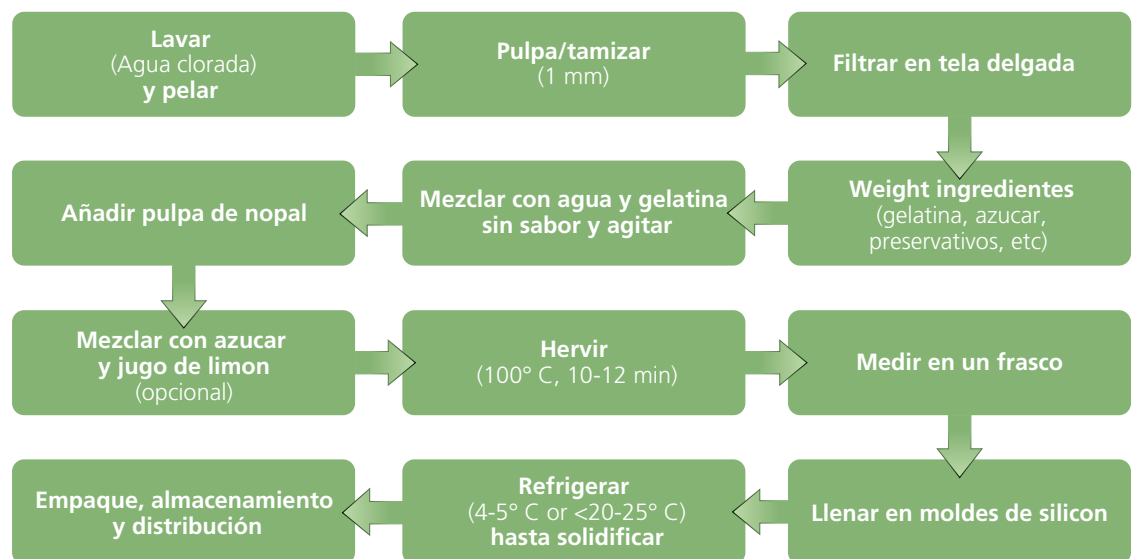 Lavar
(Agua clorada)
y pelar
Pulpa/tamizar
(1 mm)
Filtrar en tela delgada
Weight ingredientes
(gelatina, azucar,
preservativos, etc)
Mezclar con agua y gelatina
sin sabor y agitar
Añadir pulpa de nopal
Mezclar con azucar
y jugo de limon
(opcional)
Hervir
(100° C, 10-12 min)
Medir en un frasco
Llenar en moldes de silicon
Refrigerar
(4-5° C or <20-25° C)
hasta solidificar
Empaque, almacenamiento
y distribución